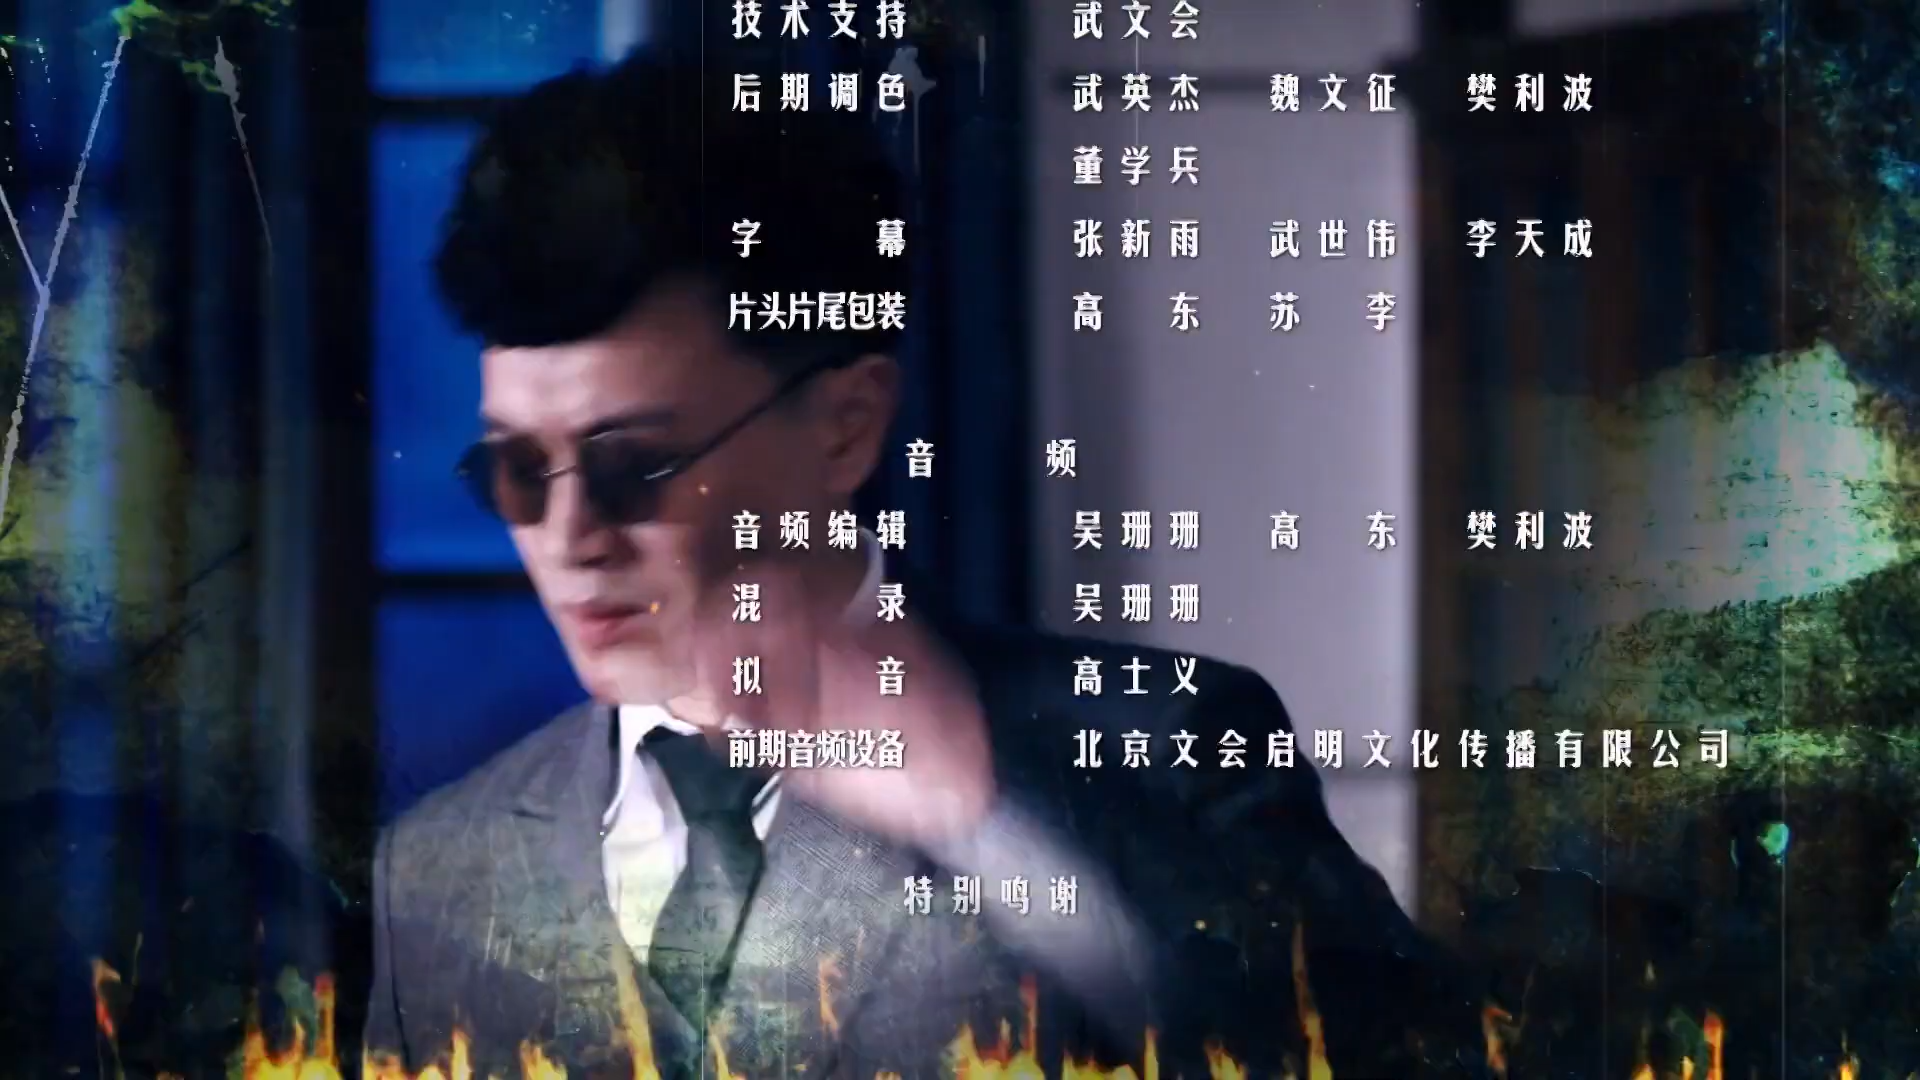 技术支持 武文会
后期调色 武英杰 魏文征 樊利波
董学兵
字幕 张新雨 武世伟 李天成
片头片尾包装 高东 苏李
音频
音频编辑 吴珊珊 高东 樊利波
混录 吴珊珊
拟音 高士义
前期音频设备 北京文会启明文化传播有限公司
特别鸣谢